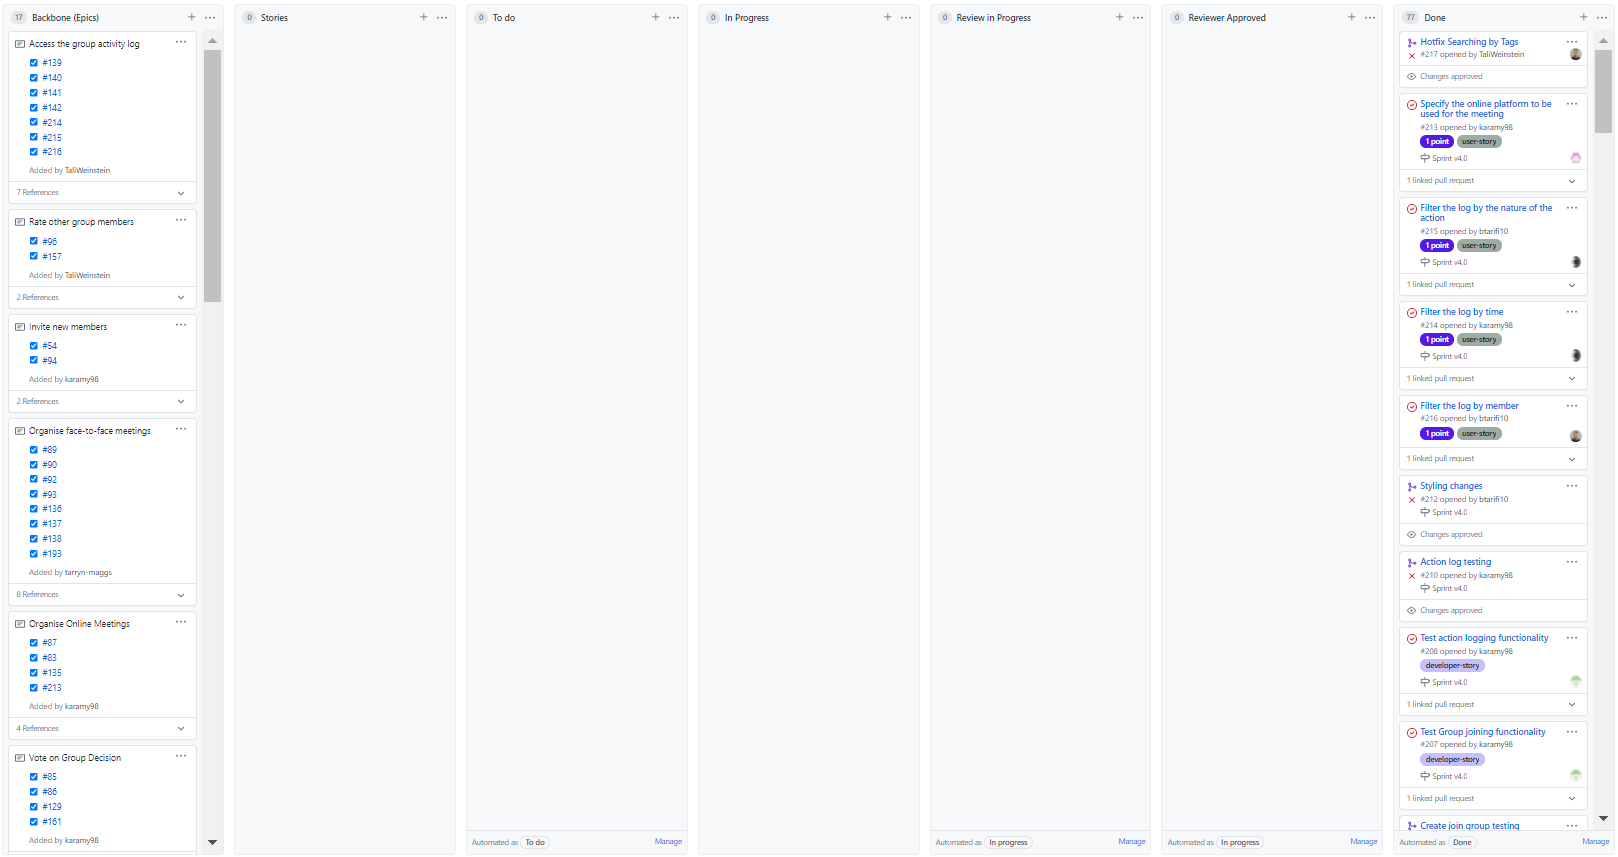 17 Backbone (Epics)
Access the group activity log
#139
#140
#141
#142
#214
#215
#216
Added by TaliWeinstein
7 References
Rate other group members
#96
#157
Added by TaliWeinstein
2 References
Invite new members
#54
#94
Added by karamy98
2 References
Organise face-to-face meetings
#89
#90
#92
#93
#136
#137
#138
#193
Added by tarryn-maggs
8 References
Organise Online Meetings
#87
#83
#135
#213
Added by karamy98
4 References
Vote on Group Decision
#85
#86
#129
#161
Added by karamy98
0 Stories
0 To do
Automated as To do Manage
0 In Progress
0 Review in Progress
Automated as In progress Manage
0 Reviewer Approved
Automated as In progress Manage
77 Done
Hotfix Searching by Tags
#217 opened by TaliWeinstein
Changes approved
Specify the online platform to be
used for the meeting
#213 opened by karamy98
1 point user-story
Sprint v4.0
1 linked pull request
Filter the log by the nature of the
action
#215 opened by btarifi10
1 point user-story
Sprint v4.0
1 linked pull request
Filter the log by time
#214 opened by karamy98
1 point user-story
Sprint v4.0
1 linked pull request
Filter the log by member
#216 opened by btarifi10
1 point user-story
1 linked pull request
Styling changes
#212 opened by btarifi10
Sprint v4.0
Changes approved
Action log testing
#210 opened by karamy98
Sprint v4.0
Changes approved
Test action logging functionality
#208 opened by karamy98
developer-story
Sprint v4.0
1 linked pull request
Test Group joining functionality
#207 opened by karamy98
developer-story
Sprint v4.0
1 linked pull request
Create join group testing
Automated as Done Manage